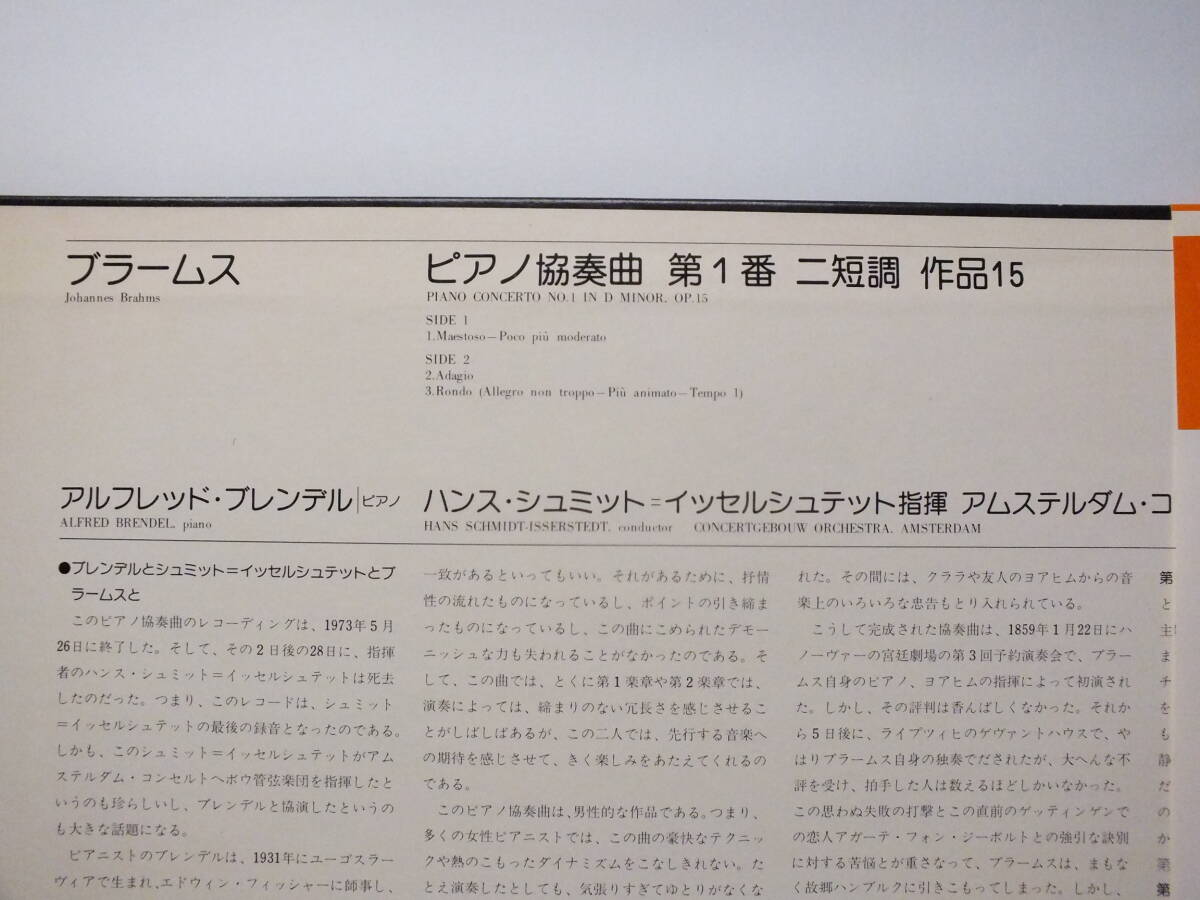 ブラームス
Johannes Brahms
ピアノ協奏曲 第1番 ニ短調 作品15
PIANO CONCERTO NO.1 IN D MINOR. OP.15
SIDE 1
1.Maestoso－Poco più moderato
SIDE 2
2.Adagio
3.Rondo (Allegro non troppo－Più animato－Tempo 1)
アルフレッド・ブレンデル|ピアノ
ALFRED BRENDEL. piano
ハンス・シュミット＝イッセルシュテット指揮 アムステルダム・コ
HANS SCHMIDT-ISSERSTEDT. conductor CONCERTGEBOUW ORCHESTRA. AMSTERDAM
●ブレンデルとシュミット＝イッセルシュテットとブ
ラームスと
このピアノ協奏曲のレコーディングは、1973年5月
26日に終了した。そして、その2日後の28日に、指揮
者のハンス・シュミット＝イッセルシュテットは死去
したのだった。つまり、このレコードは、シュミット
＝イッセルシュテットの最後の録音となったのである。
しかも、このシュミット＝イッセルシュテットがアム
ステルダム・コンセルトヘボウ管弦楽団を指揮したと
いうのも珍らしいし、ブレンデルと協演したというの
も大きな話題になる。
ピアニストのブレンデルは、1931年にユーゴスラー
ヴィアで生まれ、エドウィン・フィッシャーに師事し、
一致があるといってもいい。それがあるために、抒情
性の流れたものになっているし、ポイントの引き締ま
ったものになっているし、この曲にこめられたデモー
ニッシュな力も失われることがなかったのである。そ
して、この曲では、とくに第1楽章や第2楽章では、
演奏によっては、締まりのない冗長さを感じさせるこ
とがしばしばあるが、この二人では、先行する音楽へ
の期待を感じさせて、きく楽しみをあたえてくれるの
である。
このピアノ協奏曲は、男性的な作品である。つまり、
多くの女性ピアニストでは、この曲の豪快なテクニッ
クや熱のこもったダイナミズムをこなしきれない。た
とえ演奏したとしても、気張りすぎてゆとりがなくな
れた。その間には、クララや友人のヨアヒムからの音
楽上のいろいろな忠告もとり入れられている。
こうして完成された協奏曲は、1859年1月22日にハ
ノーヴァーの宮廷劇場の第3回予約演奏会で、ブラー
ムス自身のピアノ、ヨアヒムの指揮によって初演され
た。しかし、その評判は香んばしくなかった。それか
ら5日後に、ライプツィヒのゲヴァントハウスで、や
はりブラームス自身の独奏でだされたが、大へんな不
評を受け、拍手した人は数えるほどしかいなかった。
この思わぬ失敗の打撃とこの直前のゲッティンゲンで
の恋人アガーテ・フォン・ジーボルトとの強引な訣別
に対する苦悩とが重さなって、ブラームスは、まもな
く故郷ハンブルクに引きこもってしまった。しかし、
第
と
主
ま
チ
を
も
静
だ
の
か
第
第